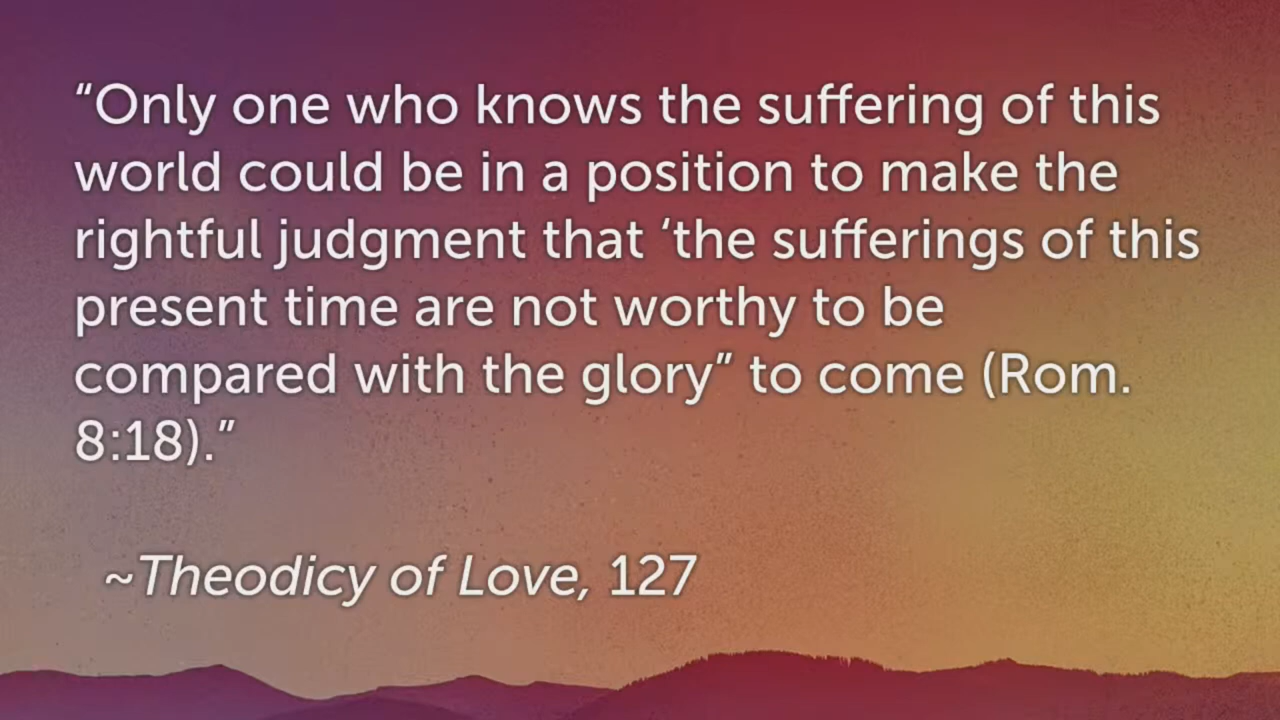 “Only one who knows the suffering of this
world could be in a position to make the
rightful judgment that ‘the sufferings of this
present time are not worthy to be
compared with the glory” to come (Rom.
8:18).”
~Theodicy of Love, 127